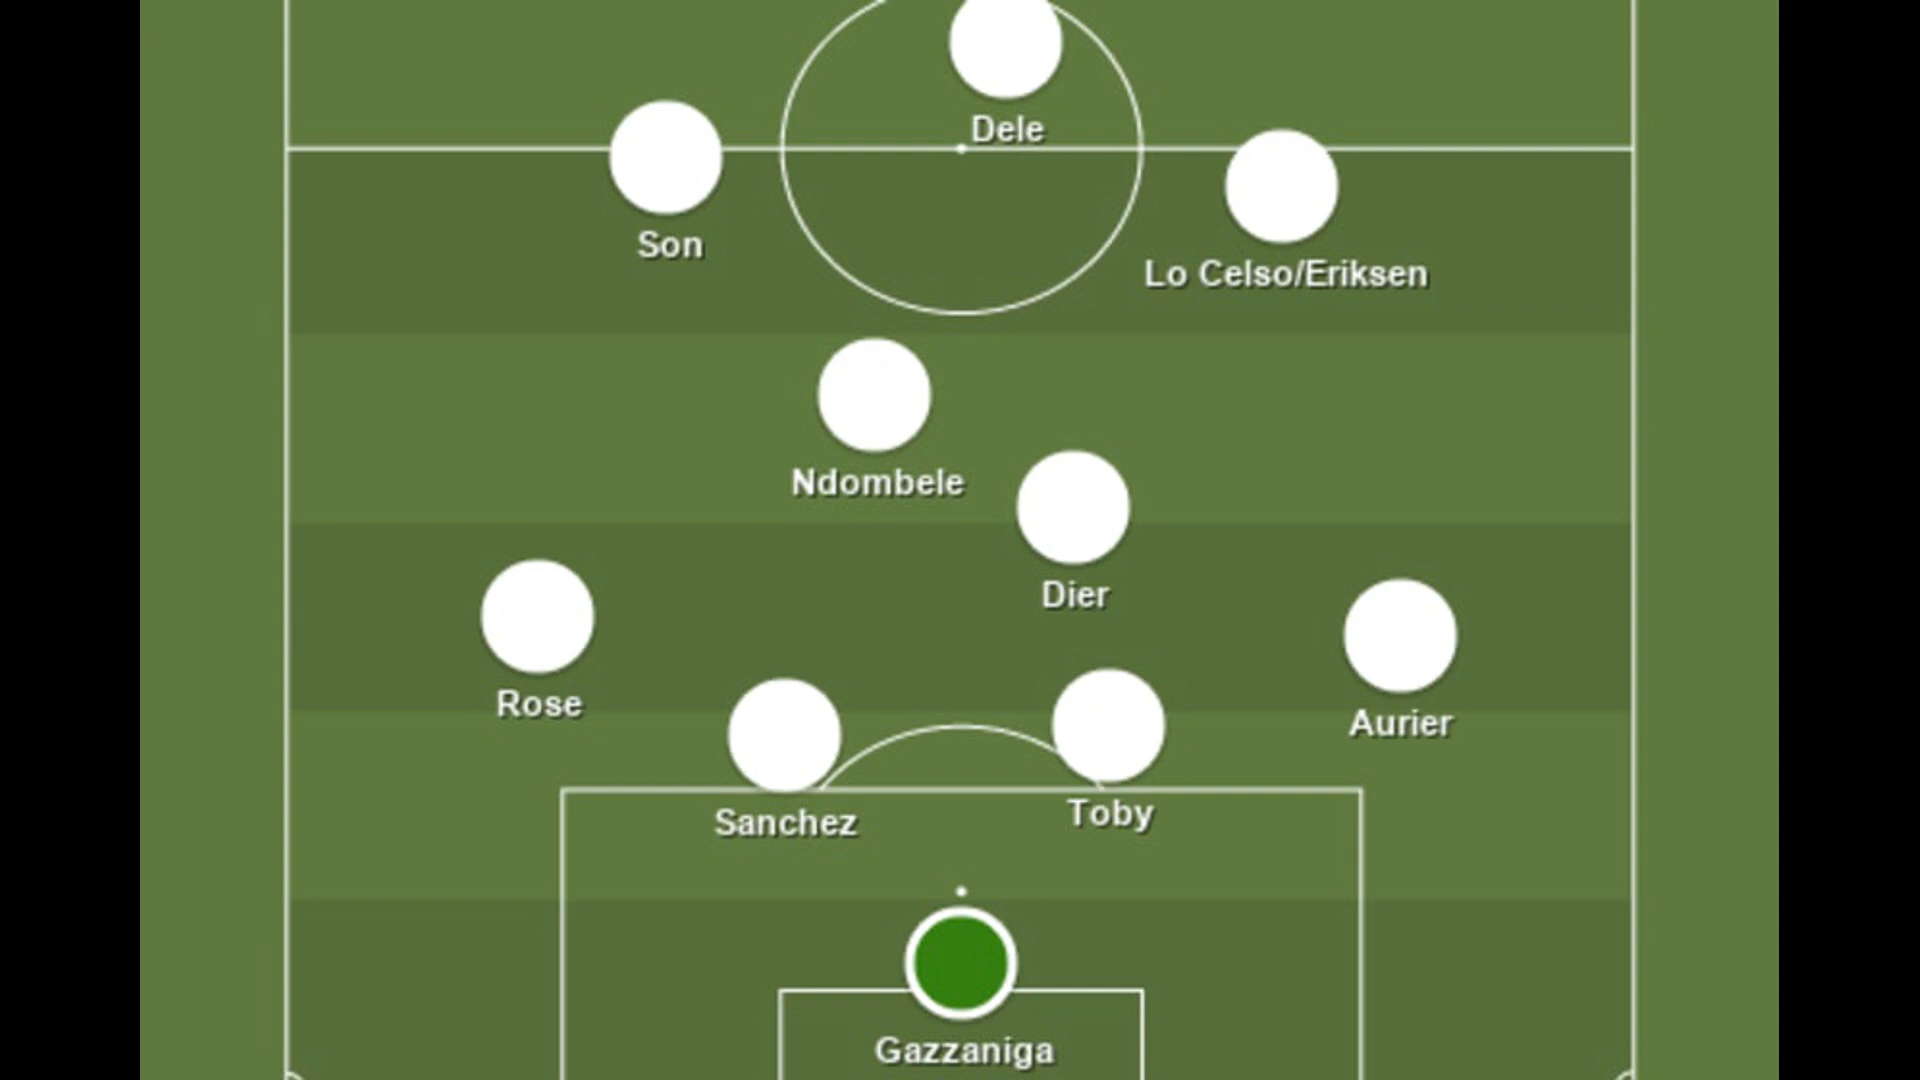 Dele
Son
Lo Celso/Eriksen
Ndombele
Dier
Rose
Aurier
Sanchez
Toby
Gazzaniga